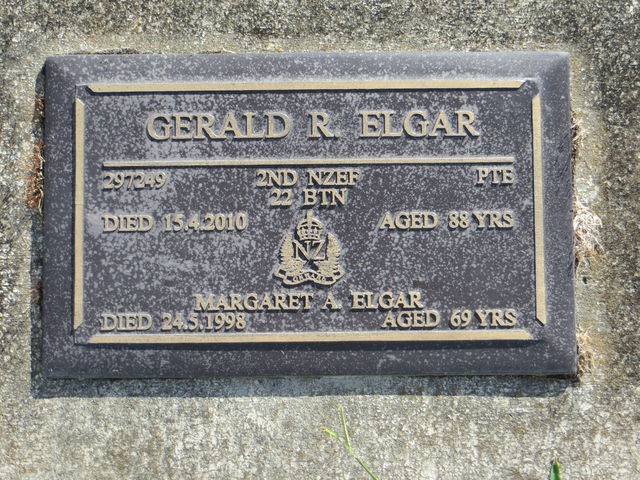 GERALD R. ELGAR
297249 2ND NZEF PTE
22 BTN
DIED 15.4.2010 AGED 88 YRS
NZ
ONWARD
MARGARET A. ELGAR
DIED 24.5.1998 AGED 69 YRS